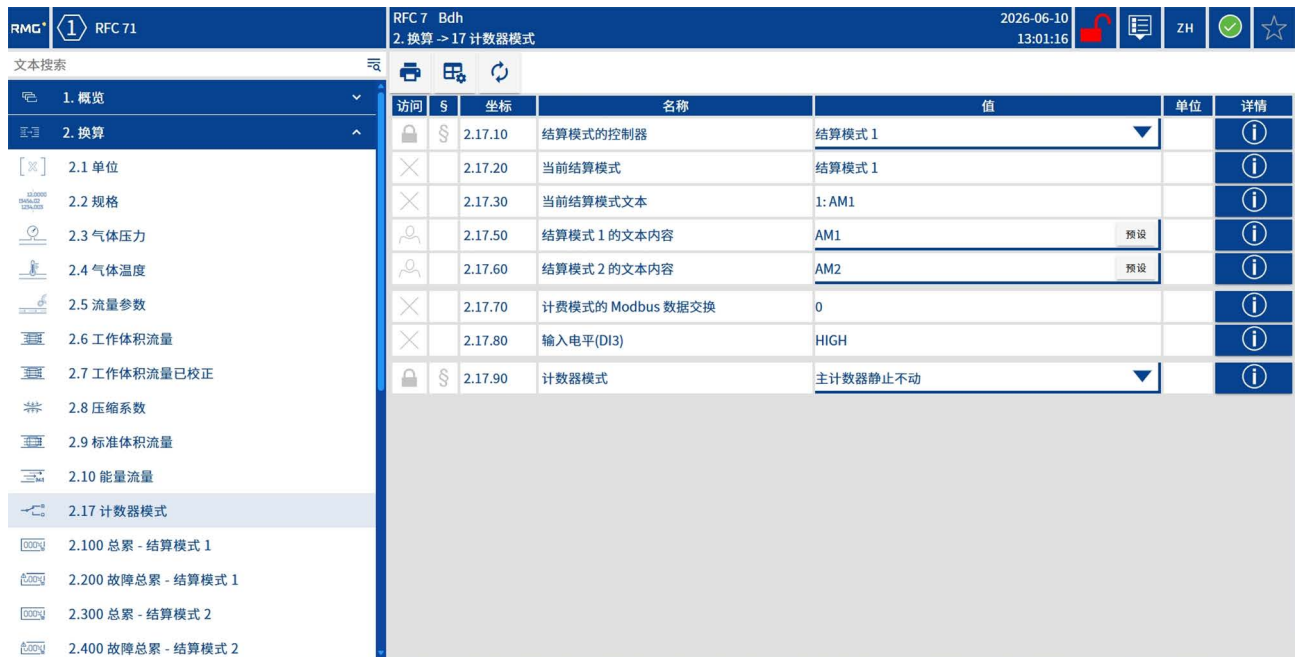 RMG 1 RFC 71
RFC 7 Bdh
2. 换算 -> 17 计数器模式
2026-06-10
13:01:16
ZH
文本搜索
1. 概览
2. 换算
2.1 单位
2.2 规格
2.3 气体压力
2.4 气体温度
2.5 流量参数
2.6 工作体积流量
2.7 工作体积流量已校正
2.8 压缩系数
2.9 标准体积流量
2.10 能量流量
2.17 计数器模式
2.100 总累 - 结算模式 1
2.200 故障总累 - 结算模式 1
2.300 总累 - 结算模式 2
2.400 故障总累 - 结算模式 2
访问 § 坐标 名称 值 单位 详情
§ 2.17.10 结算模式的控制器 结算模式 1
2.17.20 当前结算模式 结算模式 1
2.17.30 当前结算模式文本 1: AM1
2.17.50 结算模式 1 的文本内容 AM1 预设
2.17.60 结算模式 2 的文本内容 AM2 预设
2.17.70 计费模式的 Modbus 数据交换 0
2.17.80 输入电平(DI3) HIGH
§ 2.17.90 计数器模式 主计数器静止不动